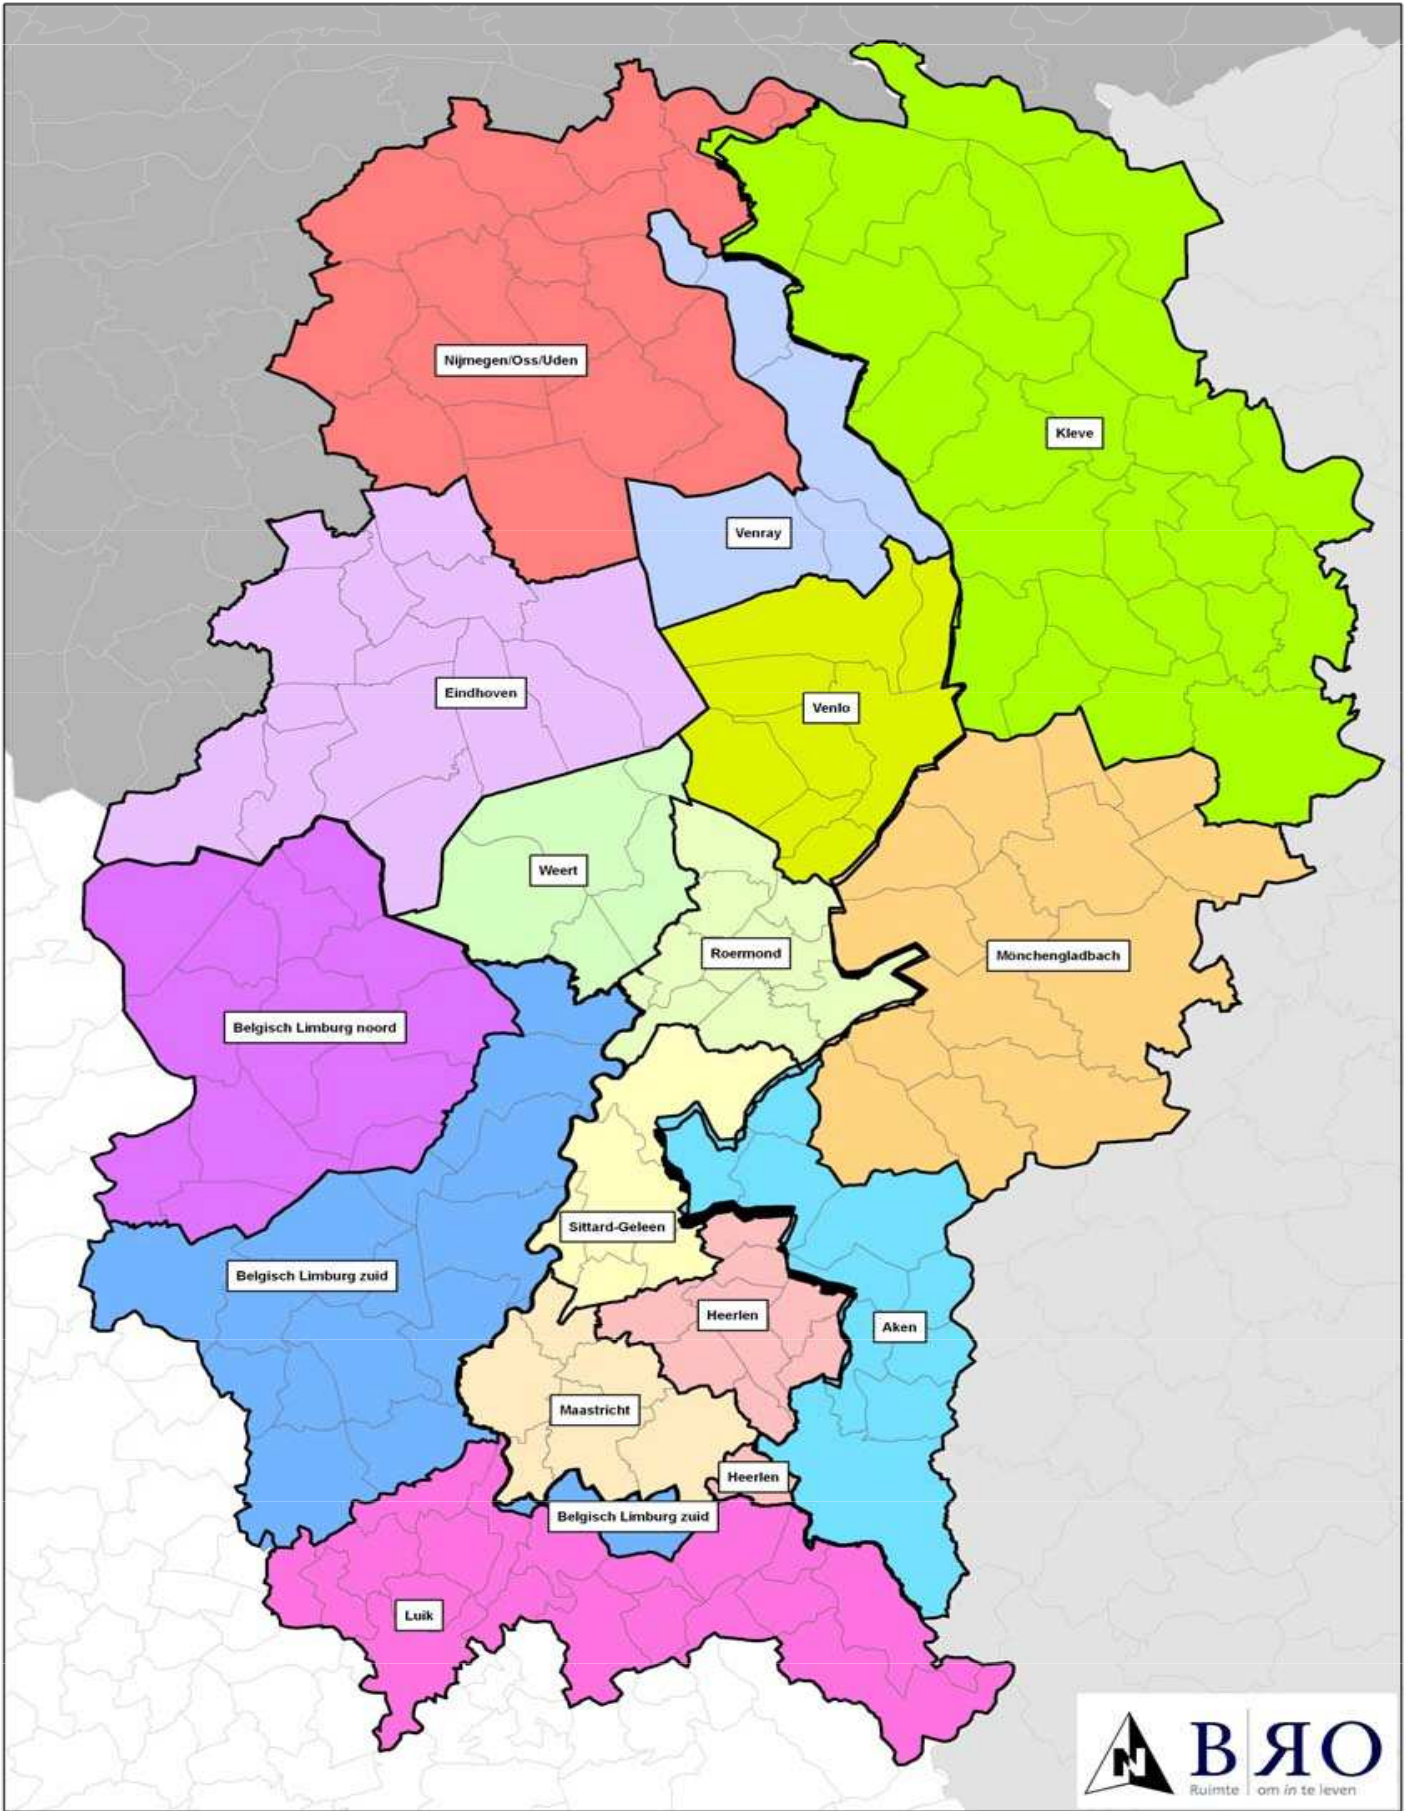 Nijmegen/Oss/Uden
Kleve
Venray
Eindhoven
Venlo
Weert
Roermond
Mönchengladbach
Belgisch Limburg noord
Sittard-Geleen
Belgisch Limburg zuid
Heerlen
Aken
Maastricht
Heerlen
Belgisch Limburg zuid
Luik
N
BЯO
Ruimte om in te leven